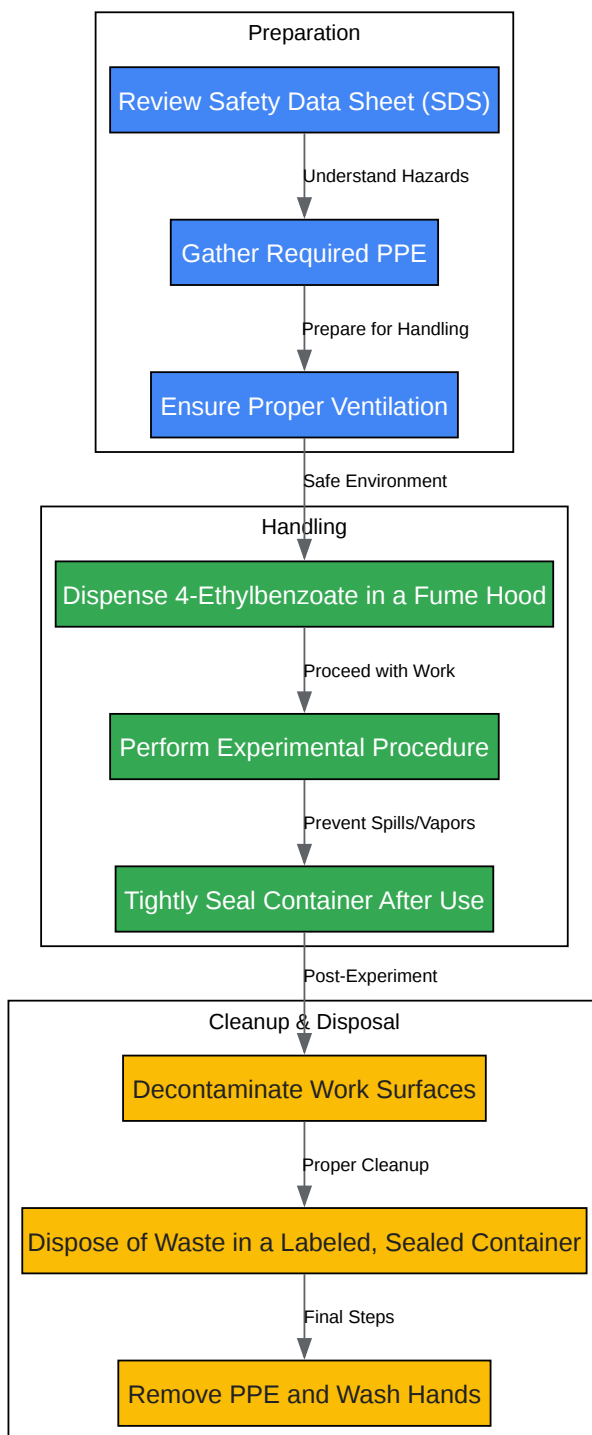 Preparation
Review Safety Data Sheet (SDS)
Understand Hazards
Gather Required PPE
Prepare for Handling
Ensure Proper Ventilation
Safe Environment
Handling
Dispense 4-Ethylbenzoate in a Fume Hood
Proceed with Work
Perform Experimental Procedure
Prevent Spills/Vapors
Tightly Seal Container After Use
Post-Experiment
Cleanup & Disposal
Decontaminate Work Surfaces
Proper Cleanup
Dispose of Waste in a Labeled, Sealed Container
Final Steps
Remove PPE and Wash Hands